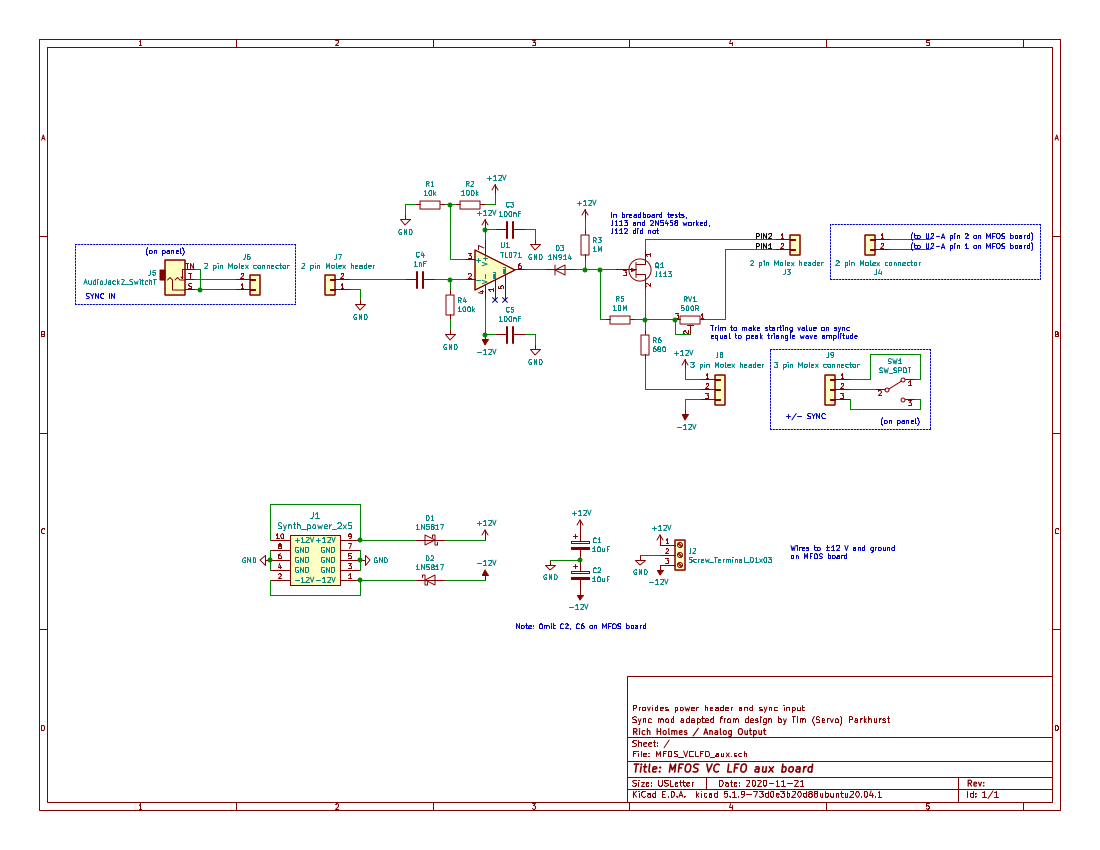 1 2 3 4 5
A A
B B
C C
D D
1 2 3 4 5
(on panel)
J6
2 pin Molex connector
J5
AudioJack2_SwitchT
TN
T
S
2
1
SYNC IN
J7
2 pin Molex header
2
1
GND
R1
10k
R2
100k
+12V
GND
C3
100nF
+12V
GND
C4
1nF
R4
100k
GND
U1
TL071
3
2
7
6
4
1
5
+
-
V+
V-
NULL
NULL
C5
100nF
-12V
GND
D3
1N914
+12V
R3
1M
In breadboard tests,
J113 and 2N5458 worked,
J112 did not
Q1
J113
1
2
3
R5
10M
RV1
500R
3
1
2
R6
680
Trim to make starting value on sync
equal to peak triangle wave amplitude
PIN2
PIN1
2
1
2 pin Molex header
J3
1
2
(to U2-A pin 2 on MFOS board)
(to U2-A pin 1 on MFOS board)
2 pin Molex connector
J4
J8
3 pin Molex header
+12V
1
2
3
-12V
J9
3 pin Molex connector
1
2
3
SW1
SW_SPDT
1
2
3
+/- SYNC
(on panel)
J1
Synth_power_2x5
10 +12V +12V 9
8 GND GND 7
6 GND GND 5
4 GND GND 3
2 -12V -12V 1
GND
GND
D1
1N5817
+12V
D2
1N5817
-12V
+12V
C1
10uF
GND
C2
10uF
-12V
+12V
1
2
3
GND
-12V
J2
Screw_Terminal_01x03
Wires to ±12 V and ground
on MFOS board
Note: Omit C2, C6 on MFOS board
Provides power header and sync input
Sync mod adapted from design by Tim (Servo) Parkhurst
Rich Holmes / Analog Output
Sheet: /
File: MFOS_VCLFO_aux.sch
Title: MFOS VC LFO aux board
Size: USLetter Date: 2020-11-21 Rev:
KiCad E.D.A. kicad 5.1.9-73d0e3b20d88ubuntu20.04.1 Id: 1/1